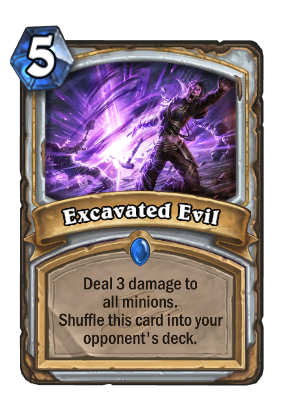 5
Excavated Evil
Deal 3 damage to
all minions.
Shuffle this card into your
opponent's deck.